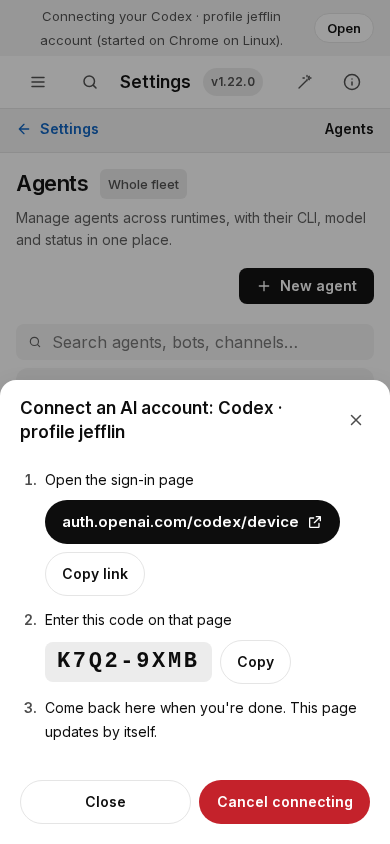 Connecting your Codex · profile jefflin
account (started on Chrome on Linux).
Open
Settings
v1.22.0
Settings
Agents
Agents
Whole fleet
Manage agents across runtimes, with their CLI, model
and status in one place.
New agent
Search agents, bots, channels…
Connect an AI account: Codex ·
profile jefflin
1. Open the sign-in page
auth.openai.com/codex/device
Copy link
2. Enter this code on that page
K7Q2-9XMB
Copy
3. Come back here when you're done. This page
updates by itself.
Close
Cancel connecting